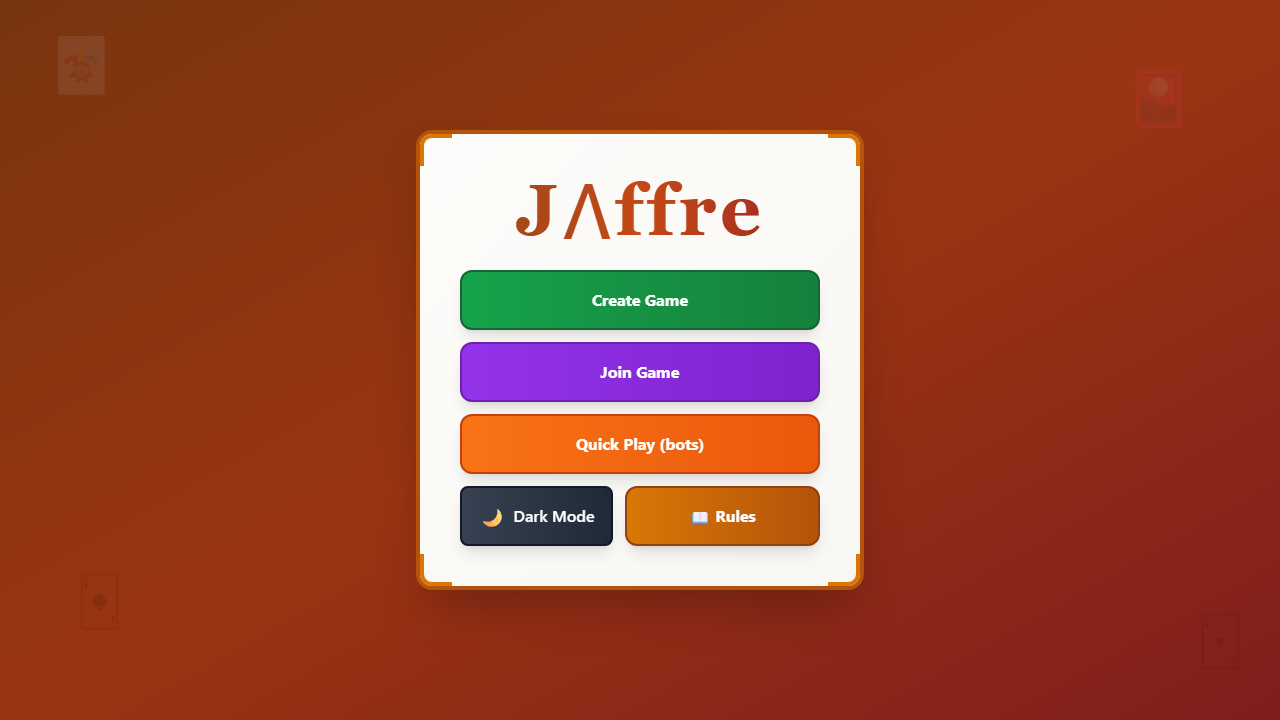 JΛffre
Create Game
Join Game
Quick Play (bots)
🌙 Dark Mode
📖 Rules